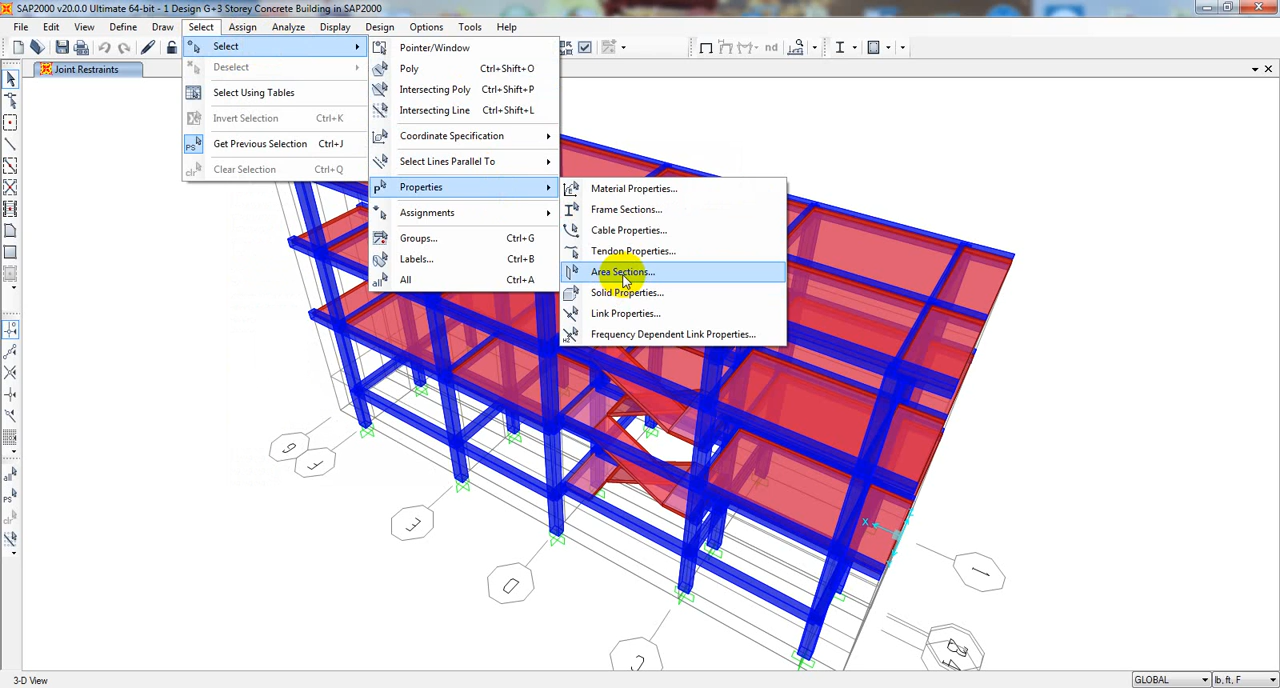 SAP2000 v20.0.0 Ultimate 64-bit - 1 Design G+3 Storey Concrete Building in SAP2000
File Edit View Define Draw Select Assign Analyze Display Design Options Tools Help
nd
Joint Restraints
Select
Deselect
Select Using Tables
Invert Selection Ctrl+K
Get Previous Selection Ctrl+J
Clear Selection Ctrl+Q
Pointer/Window
Poly Ctrl+Shift+O
Intersecting Poly Ctrl+Shift+P
Intersecting Line Ctrl+Shift+L
Coordinate Specification
Select Lines Parallel To
Properties
Assignments
Groups... Ctrl+G
Labels... Ctrl+B
All Ctrl+A
Material Properties...
Frame Sections...
Cable Properties...
Tendon Properties...
Area Sections...
Solid Properties...
Link Properties...
Frequency Dependent Link Properties...
G
F
E
D
C
X
1
B
3-D View
GLOBAL
lb, ft, F